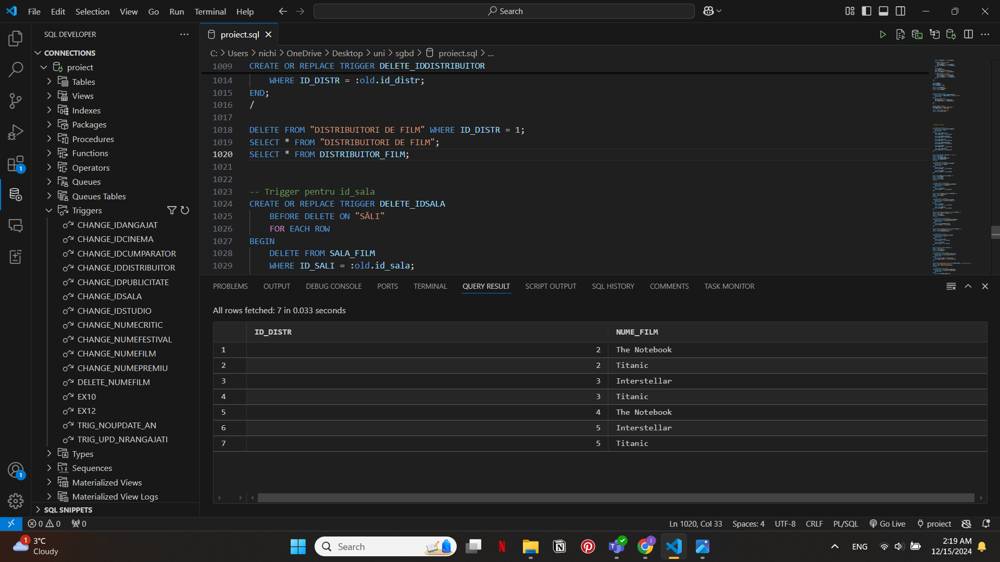 File Edit Selection View Go Run Terminal Help
Search
SQL DEVELOPER
proiect.sql
CONNECTIONS
proiect
Tables
Views
Indexes
Packages
Procedures
Functions
Operators
Queues
Queues Tables
Triggers
CHANGE_IDANGAJAT
CHANGE_IDCINEMA
CHANGE_IDCUMPARATOR
CHANGE_IDDISTRIBUITOR
CHANGE_IDPUBLICITATE
CHANGE_IDSALA
CHANGE_IDSTUDIO
CHANGE_NUMECRITIC
CHANGE_NUMEFESTIVAL
CHANGE_NUMEFILM
CHANGE_NUMEPREMIU
DELETE_NUMEFILM
EX10
EX12
TRIG_NOUPDATE_AN
TRIG_UPD_NRANGAJATI
Types
Sequences
Materialized Views
Materialized View Logs
SQL SNIPPETS
1
1
C: > Users > nichi > OneDrive > Desktop > uni > sgbd > proiect.sql > ...
1009 CREATE OR REPLACE TRIGGER DELETE_IDDISTRIBUITOR
1014 WHERE ID_DISTR = :old.id_distr;
1015 END;
1016 /
1017
1018 DELETE FROM "DISTRIBUITORI DE FILM" WHERE ID_DISTR = 1;
1019 SELECT * FROM "DISTRIBUITORI DE FILM";
1020 SELECT * FROM DISTRIBUITOR_FILM;
1021
1022
1023 -- Trigger pentru id_sala
1024 CREATE OR REPLACE TRIGGER DELETE_IDSALA
1025 BEFORE DELETE ON "SĂLI"
1026 FOR EACH ROW
1027 BEGIN
1028 DELETE FROM SALA_FILM
1029 WHERE ID_SALI = :old.id_sala;
PROBLEMS OUTPUT DEBUG CONSOLE PORTS TERMINAL QUERY RESULT SCRIPT OUTPUT SQL HISTORY COMMENTS TASK MONITOR
All rows fetched: 7 in 0.033 seconds
ID_DISTR NUME_FILM
1 2 The Notebook
2 2 Titanic
3 3 Interstellar
4 3 Titanic
5 4 The Notebook
6 5 Interstellar
7 5 Titanic
0 0 0 Ln 1020, Col 33 Spaces: 4 UTF-8 CRLF PL/SQL Go Live proiect
1 3°C
Cloudy
Search
ENG
2:19 AM
12/15/2024